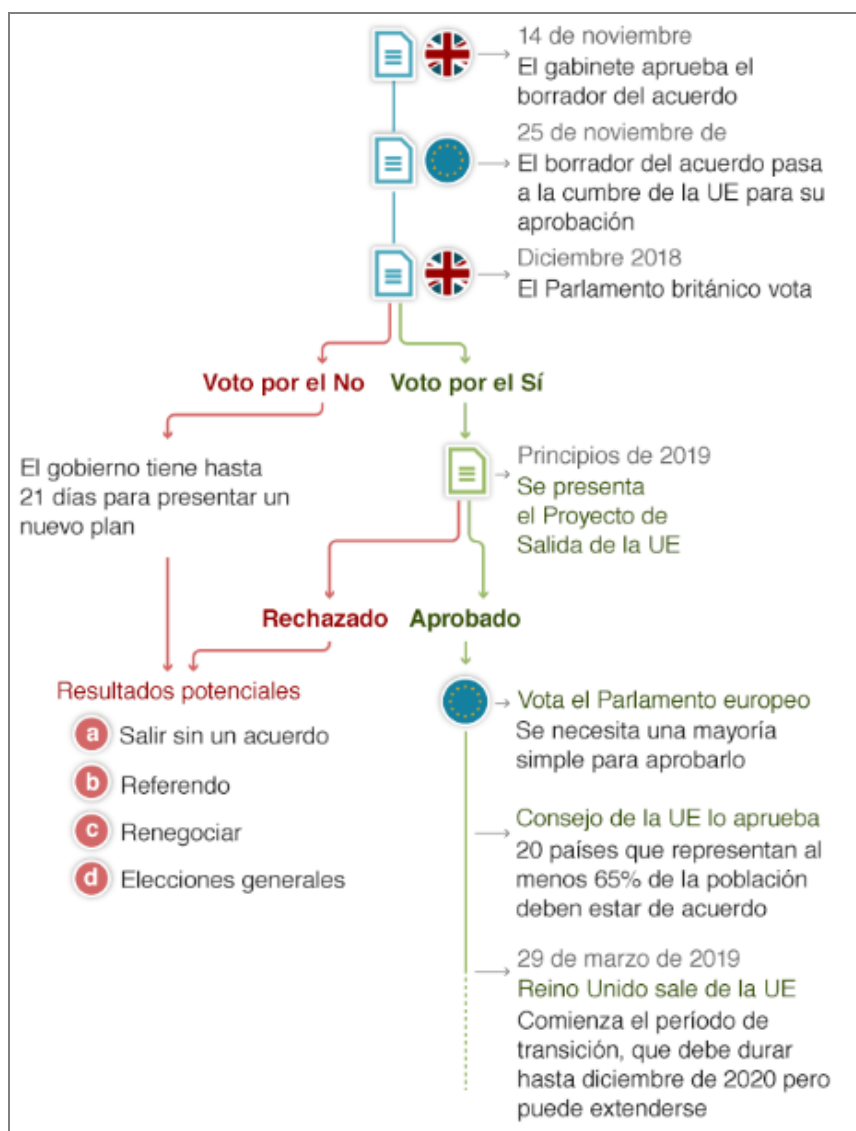 14 de noviembre
El gabinete aprueba el
borrador del acuerdo
25 de noviembre de
El borrador del acuerdo pasa
a la cumbre de la UE para su
aprobación
Diciembre 2018
El Parlamento británico vota
Voto por el No
Voto por el Sí
El gobierno tiene hasta
21 días para presentar un
nuevo plan
Principios de 2019
Se presenta
el Proyecto de
Salida de la UE
Rechazado
Aprobado
Resultados potenciales
a Salir sin un acuerdo
b Referendo
c Renegociar
d Elecciones generales
Vota el Parlamento europeo
Se necesita una mayoría
simple para aprobarlo
Consejo de la UE lo aprueba
20 países que representan al
menos 65% de la población
deben estar de acuerdo
29 de marzo de 2019
Reino Unido sale de la UE
Comienza el período de
transición, que debe durar
hasta diciembre de 2020 pero
puede extenderse